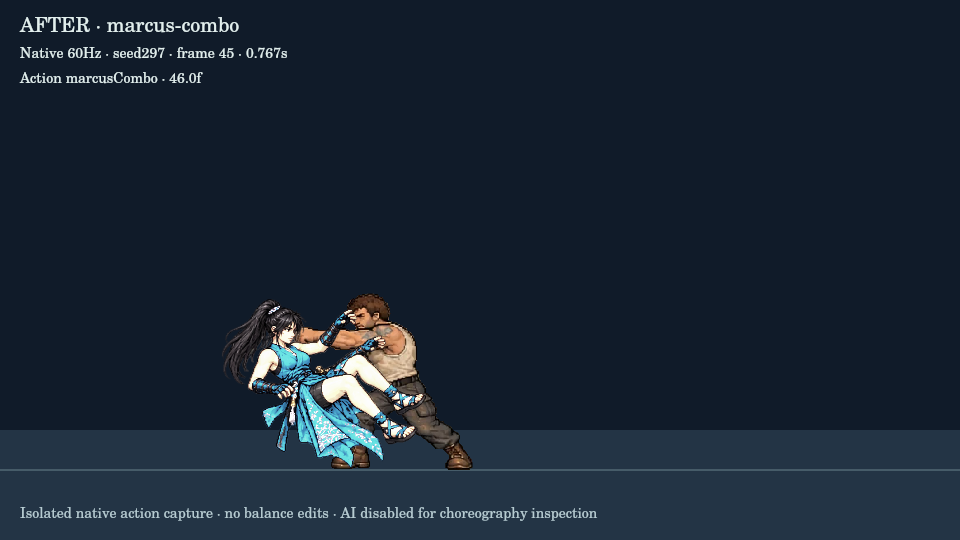 AFTER · marcus-combo
Native 60Hz · seed297 · frame 45 · 0.767s
Action marcusCombo · 46.0f
Isolated native action capture · no balance edits · AI disabled for choreography inspection